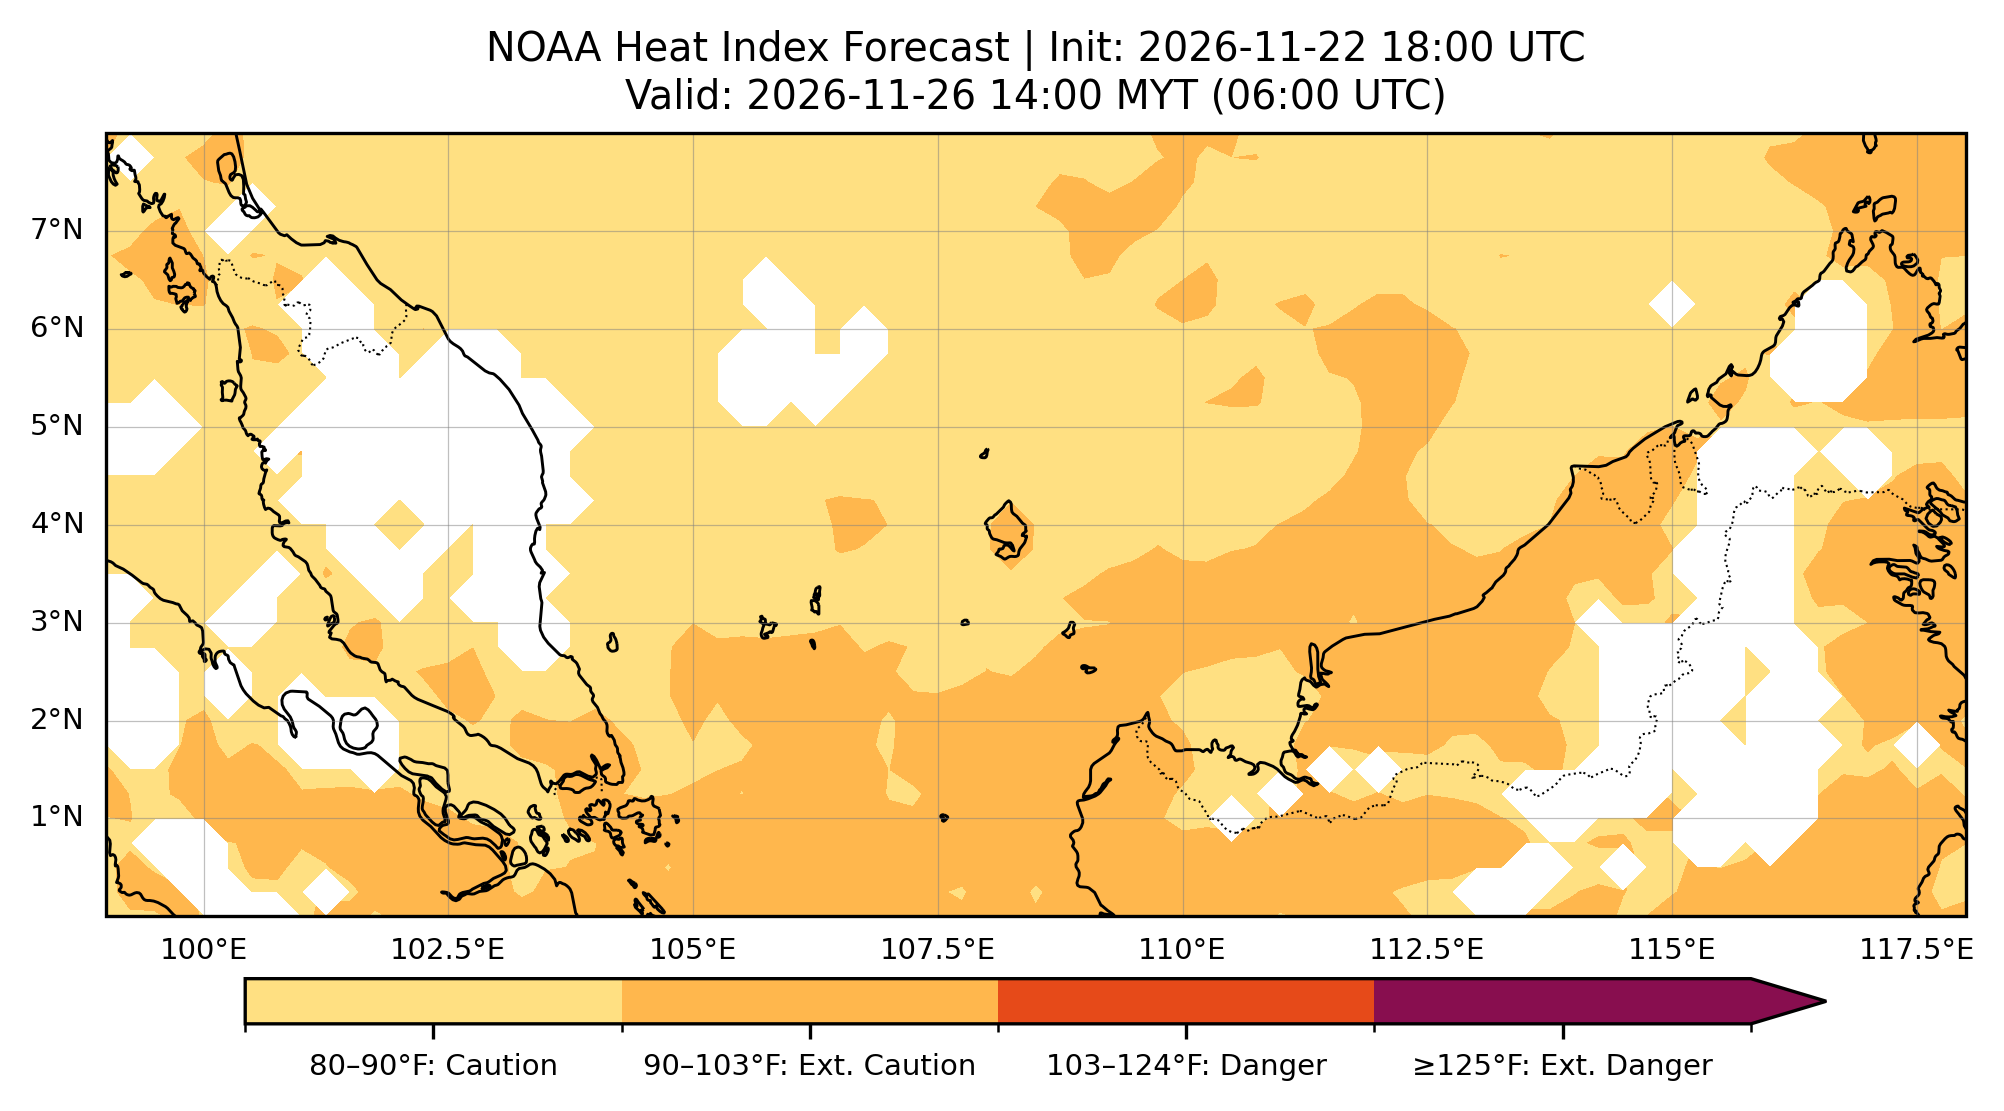 NOAA Heat Index Forecast | Init: 2026-11-22 18:00 UTC
Valid: 2026-11-26 14:00 MYT (06:00 UTC)
7°N
6°N
5°N
4°N
3°N
2°N
1°N
100°E
102.5°E
105°E
107.5°E
110°E
112.5°E
115°E
117.5°E
80–90°F: Caution
90–103°F: Ext. Caution
103–124°F: Danger
≥125°F: Ext. Danger